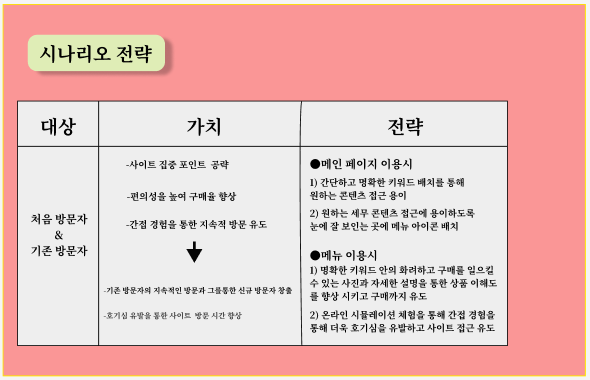 시나리오 전략
대상
가치
전략
처음 방문자
&
기존 방문자
-사이트 집중 포인트 공략
-편의성을 높여 구매율 향상
-간접 경험을 통한 지속적 방문 유도
-기존 방문자의 지속적인 방문과 그를통한 신규 방문자 창출
-호기심 유발을 통한 사이트 방문 시간 향상
●메인 페이지 이용시
1) 간단하고 명확한 키워드 배치를 통해
원하는 콘텐츠 접근 용이
2) 원하는 세무 콘텐츠 접근에 용이하도록
눈에 잘 보인는 곳에 메뉴 아이콘 배치
●메뉴 이용시
1) 명확한 키워드 안의 화려하고 구매를 일으킬
수 있는 사진과 자세한 설명을 통한 상품 이해도
를 향상 시키고 구매까지 유도
2) 온라인 시뮬레이션 체험을 통해 간접 경험을
통해 더욱 호기심을 유발하고 사이트 접근 유도